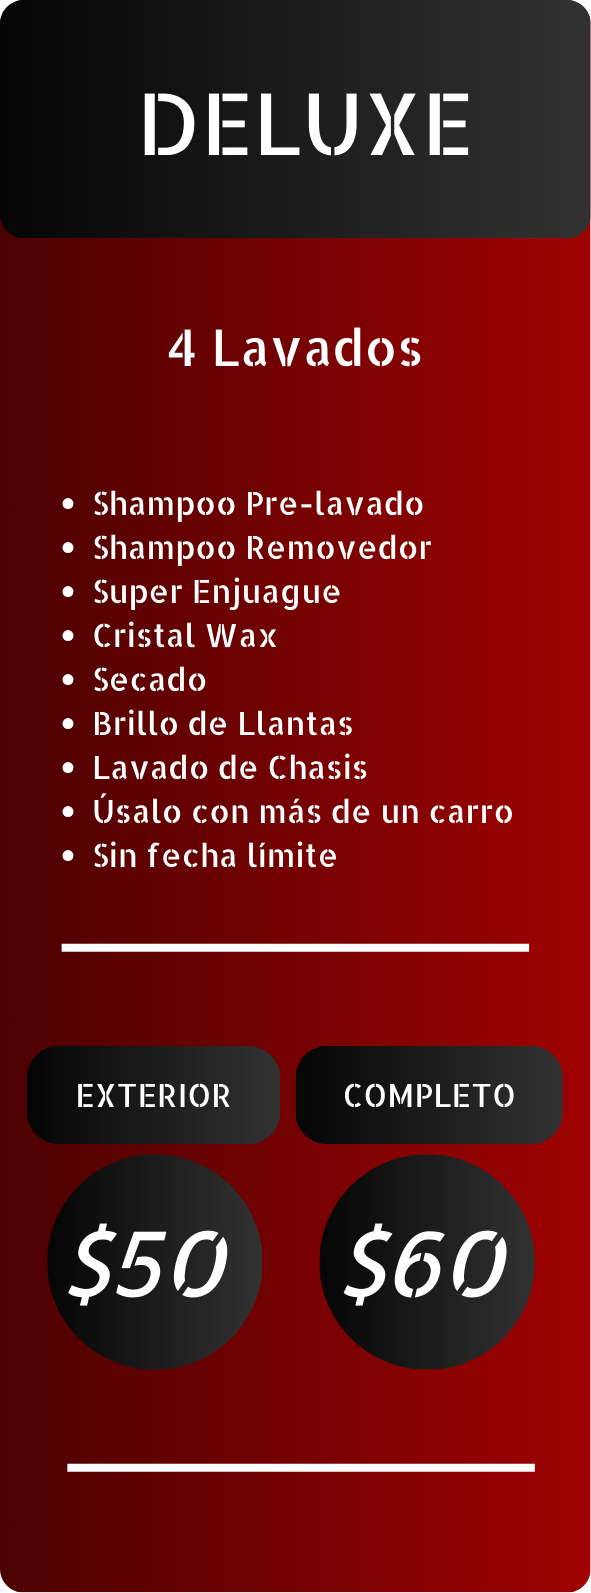 DELUXE
4 Lavados
• Shampoo Pre-lavado
• Shampoo Removedor
• Super Enjuague
• Cristal Wax
• Secado
• Brillo de Llantas
• Lavado de Chasis
• Úsalo con más de un carro
• Sin fecha límite
EXTERIOR COMPLETO
$50 $60